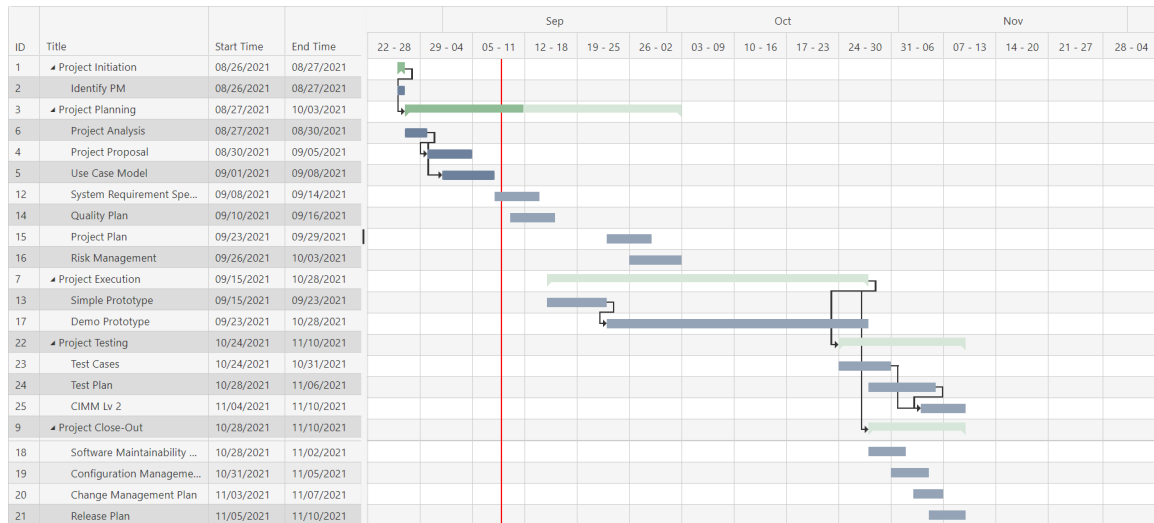 Sep Oct Nov
ID Title Start Time End Time 22 - 28 29 - 04 05 - 11 12 - 18 19 - 25 26 - 02 03 - 09 10 - 16 17 - 23 24 - 30 31 - 06 07 - 13 14 - 20 21 - 27 28 - 04
1 Project Initiation 08/26/2021 08/27/2021
2 Identify PM 08/26/2021 08/27/2021
3 Project Planning 08/27/2021 10/03/2021
6 Project Analysis 08/27/2021 08/30/2021
4 Project Proposal 08/30/2021 09/05/2021
5 Use Case Model 09/01/2021 09/08/2021
12 System Requirement Spe... 09/08/2021 09/14/2021
14 Quality Plan 09/10/2021 09/16/2021
15 Project Plan 09/23/2021 09/29/2021
16 Risk Management 09/26/2021 10/03/2021
7 Project Execution 09/15/2021 10/28/2021
13 Simple Prototype 09/15/2021 09/23/2021
17 Demo Prototype 09/23/2021 10/28/2021
22 Project Testing 10/24/2021 11/10/2021
23 Test Cases 10/24/2021 10/31/2021
24 Test Plan 10/28/2021 11/06/2021
25 CIMM Lv 2 11/04/2021 11/10/2021
9 Project Close-Out 10/28/2021 11/10/2021
18 Software Maintainability ... 10/28/2021 11/02/2021
19 Configuration Manageme... 10/31/2021 11/05/2021
20 Change Management Plan 11/03/2021 11/07/2021
21 Release Plan 11/05/2021 11/10/2021